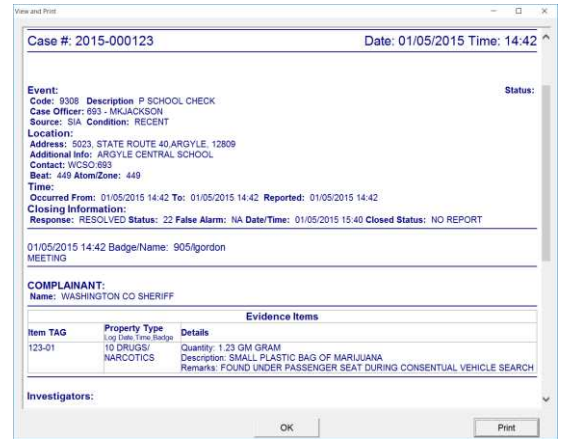 View and Print
Case #: 2015-000123 Date: 01/05/2015 Time: 14:42
Event: Status:
Code: 9308 Description P SCHOOL CHECK
Case Officer: 693 - MKJACKSON
Source: SIA Condition: RECENT
Location:
Address: 5023, STATE ROUTE 40,ARGYLE, 12809
Additional Info: ARGYLE CENTRAL SCHOOL
Contact: WCSO:693
Beat: 449 Atom/Zone: 449
Time:
Occurred From: 01/05/2015 14:42 To: 01/05/2015 14:42 Reported: 01/05/2015 14:42
Closing Information:
Response: RESOLVED Status: 22 False Alarm: NA Date/Time: 01/05/2015 15:40 Closed Status: NO REPORT
01/05/2015 14:42 Badge/Name: 905/lgordon
MEETING
COMPLAINANT:
Name: WASHINGTON CO SHERIFF
Evidence Items
Item TAG Property Type Details
Log Date,Time,Badge
123-01 10 DRUGS/ Quantity: 1.23 GM GRAM
NARCOTICS Description: SMALL PLASTIC BAG OF MARIJUANA
Remarks: FOUND UNDER PASSENGER SEAT DURING CONSENTUAL VEHICLE SEARCH
Investigators:
OK Print